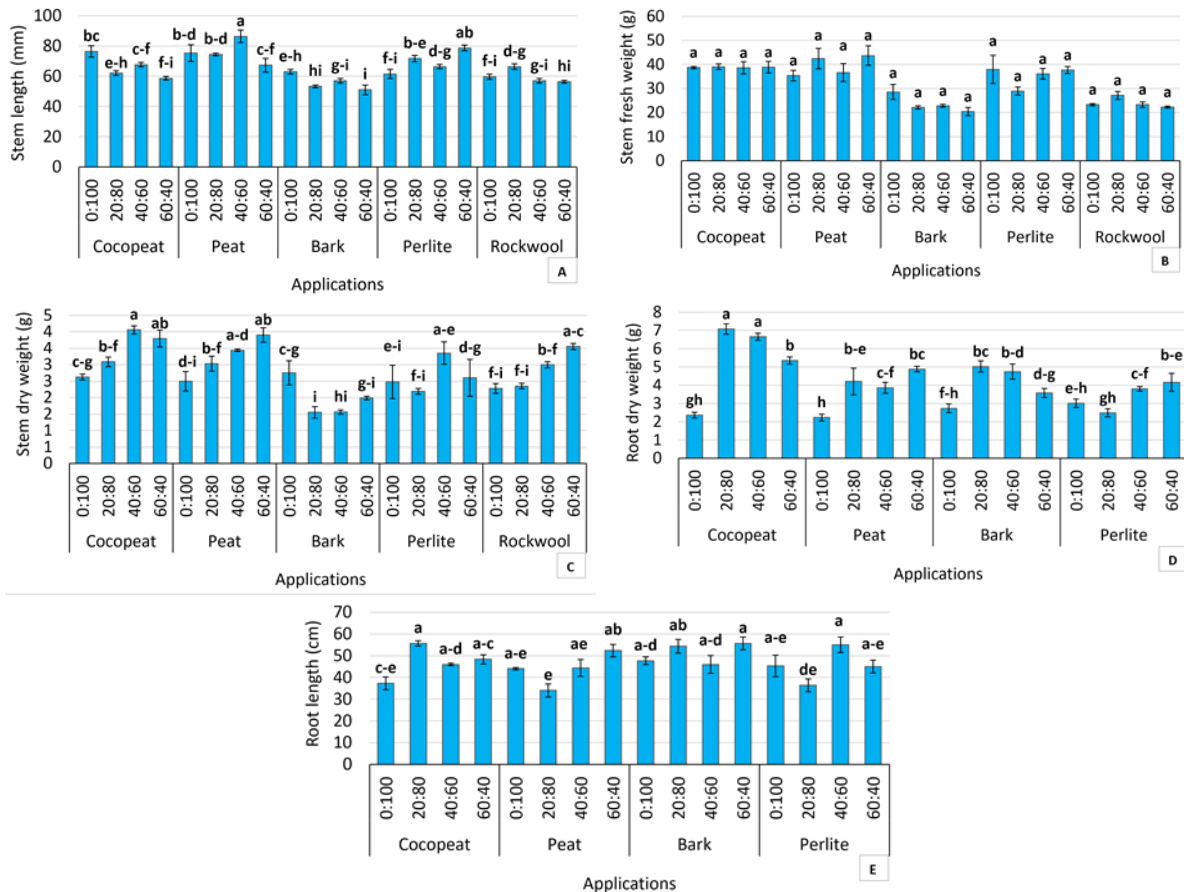 Stem length (mm)
100
80
60
40
20
0
bc e-h c-f f-i b-d b-d a c-f e-h hi g-i i f-i b-e d-g ab f-i d-g g-i hi
0:100 20:80 40:60 60:40 0:100 20:80 40:60 60:40 0:100 20:80 40:60 60:40 0:100 20:80 40:60 60:40 0:100 20:80 40:60 60:40
Cocopeat Peat Bark Perlite Rockwool
Applications
A
Stem fresh weight (g)
60
50
40
30
20
10
0
a a a a a a a a a a a a a a a a a a a a
0:100 20:80 40:60 60:40 0:100 20:80 40:60 60:40 0:100 20:80 40:60 60:40 0:100 20:80 40:60 60:40 0:100 20:80 40:60 60:40
Cocopeat Peat Bark Perlite Rockwool
Applications
B
Stem dry weight (g)
5
4
4
3
3
2
2
1
1
0
c-g b-f a ab d-i b-f a-d ab c-g i hi g-i e-i f-i a-e d-g f-i f-i b-f a-c
0:100 20:80 40:60 60:40 0:100 20:80 40:60 60:40 0:100 20:80 40:60 60:40 0:100 20:80 40:60 60:40 0:100 20:80 40:60 60:40
Cocopeat Peat Bark Perlite Rockwool
Applications
C
Root dry weight (g)
8
7
6
5
4
3
2
1
0
gh a a b h b-e c-f bc f-h bc b-d d-g e-h gh c-f b-e
0:100 20:80 40:60 60:40 0:100 20:80 40:60 60:40 0:100 20:80 40:60 60:40 0:100 20:80 40:60 60:40
Cocopeat Peat Bark Perlite
Applications
D
Root length (cm)
70
60
50
40
30
20
10
0
c-e a a-d a-c a-e e ae ab a-d ab a-d a a-e de a a-e
0:100 20:80 40:60 60:40 0:100 20:80 40:60 60:40 0:100 20:80 40:60 60:40 0:100 20:80 40:60 60:40
Cocopeat Peat Bark Perlite
Applications
E